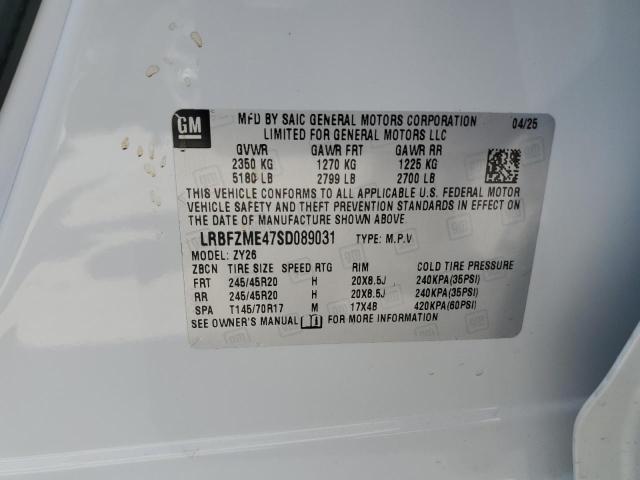 GM
MFD BY SAIC GENERAL MOTORS CORPORATION 04/25
LIMITED FOR GENERAL MOTORS LLC
GVWR GAWR FRT GAWR RR
2350 KG 1270 KG 1225 KG
5180 LB 2799 LB 2700 LB
THIS VEHICLE CONFORMS TO ALL APPLICABLE U.S. FEDERAL MOTOR
VEHICLE SAFETY AND THEFT PREVENTION STANDARDS IN EFFECT ON
THE DATE OF MANUFACTURE SHOWN ABOVE.
LRBFZME47SD089031 TYPE: M.P.V
MODEL: ZY26
ZBCN TIRE SIZE SPEED RTG RIM COLD TIRE PRESSURE
FRT 245/45R20 H 20X8.5J 240KPA(35PSI)
RR 245/45R20 H 20X8.5J 240KPA(35PSI)
SPA T145/70R17 M 17X4B 420KPA(60PSI)
SEE OWNER'S MANUAL FOR MORE INFORMATION